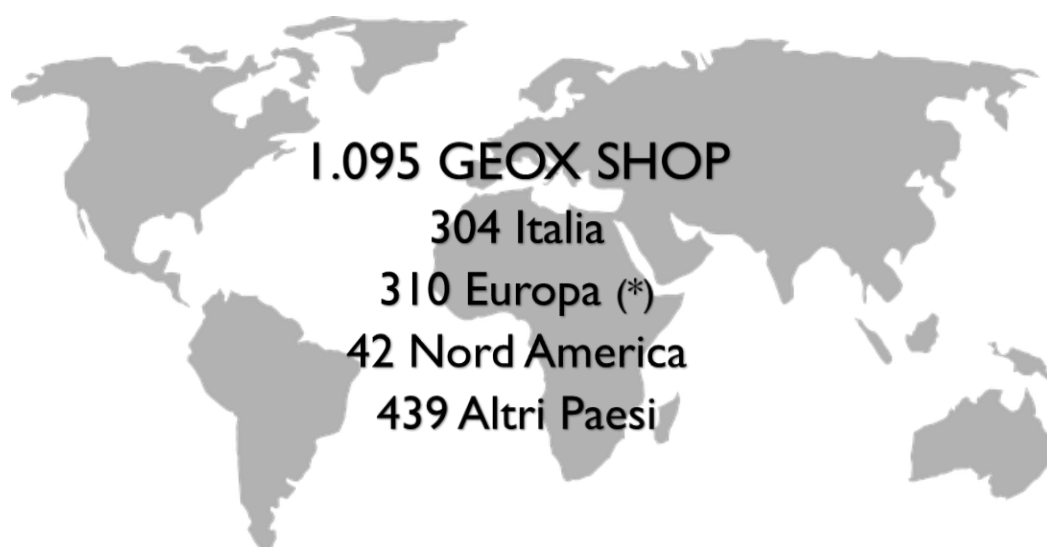 1.095 GEOX SHOP
304 Italia
310 Europa (*)
42 Nord America
439 Altri Paesi